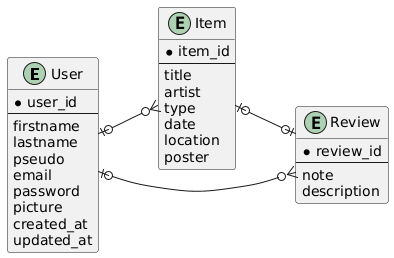 E User
* user_id
firstname
lastname
pseudo
email
password
picture
created_at
updated_at
E Item
* item_id
title
artist
type
date
location
poster
E Review
* review_id
note
description